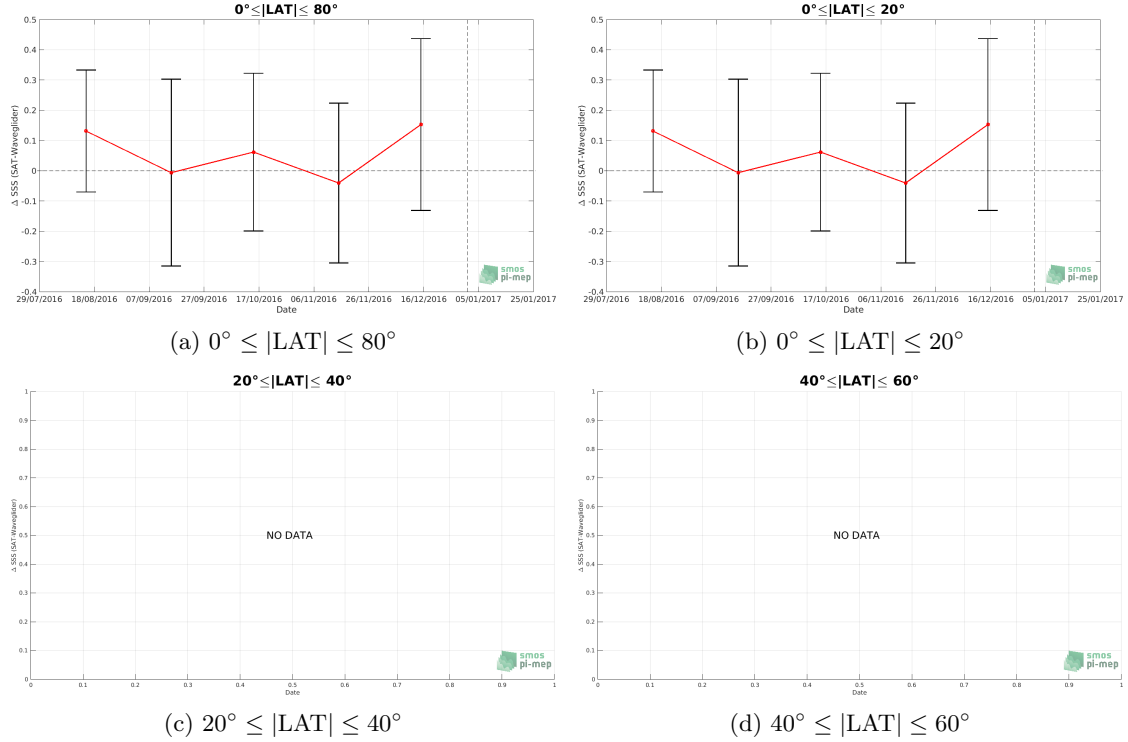 0°≤|LAT|≤ 80°
0.5
0.4
0.3
0.2
0.1
0
-0.1
-0.2
-0.3
-0.4
Δ SSS (SAT-Waveglider)
29/07/2016 18/08/2016 07/09/2016 27/09/2016 17/10/2016 06/11/2016 26/11/2016 16/12/2016 05/01/2017 25/01/2017
Date
smos
pi-mep
(a) 0° ≤ |LAT| ≤ 80°
0°≤|LAT|≤ 20°
0.5
0.4
0.3
0.2
0.1
0
-0.1
-0.2
-0.3
-0.4
Δ SSS (SAT-Waveglider)
29/07/2016 18/08/2016 07/09/2016 27/09/2016 17/10/2016 06/11/2016 26/11/2016 16/12/2016 05/01/2017 25/01/2017
Date
smos
pi-mep
(b) 0° ≤ |LAT| ≤ 20°
20°≤|LAT|≤ 40°
1
0.9
0.8
0.7
0.6
0.5
0.4
0.3
0.2
0.1
0
Δ SSS (SAT-Waveglider)
NO DATA
0 0.1 0.2 0.3 0.4 0.5 0.6 0.7 0.8 0.9 1
Date
smos
pi-mep
(c) 20° ≤ |LAT| ≤ 40°
40°≤|LAT|≤ 60°
1
0.9
0.8
0.7
0.6
0.5
0.4
0.3
0.2
0.1
0
Δ SSS (SAT-Waveglider)
NO DATA
0 0.1 0.2 0.3 0.4 0.5 0.6 0.7 0.8 0.9 1
Date
smos
pi-mep
(d) 40° ≤ |LAT| ≤ 60°